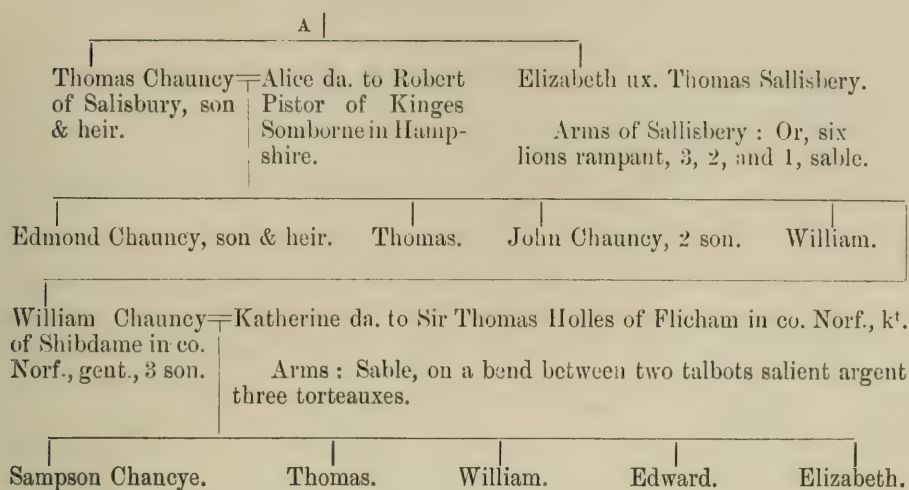 A
Thomas Chauncy
of Salisbury, son
& heir.
Alice da. to Robert
Pistor of Kinges
Somborne in Hamp-
shire.
Elizabeth ux. Thomas Sallisbery.
Arms of Sallisbery : Or, six
lions rampant, 3, 2, and 1, sable.
Edmond Chauncy, son & heir.
Thomas.
John Chauncy, 2 son.
William.
William Chauncy
of Shibdame in co.
Norf., gent., 3 son.
Katherine da. to Sir Thomas Holles of Flicham in co. Norf., kᵗ.
Arms : Sable, on a bend between two talbots salient argent
three torteauxes.
Sampson Chancye.
Thomas.
William.
Edward.
Elizabeth.